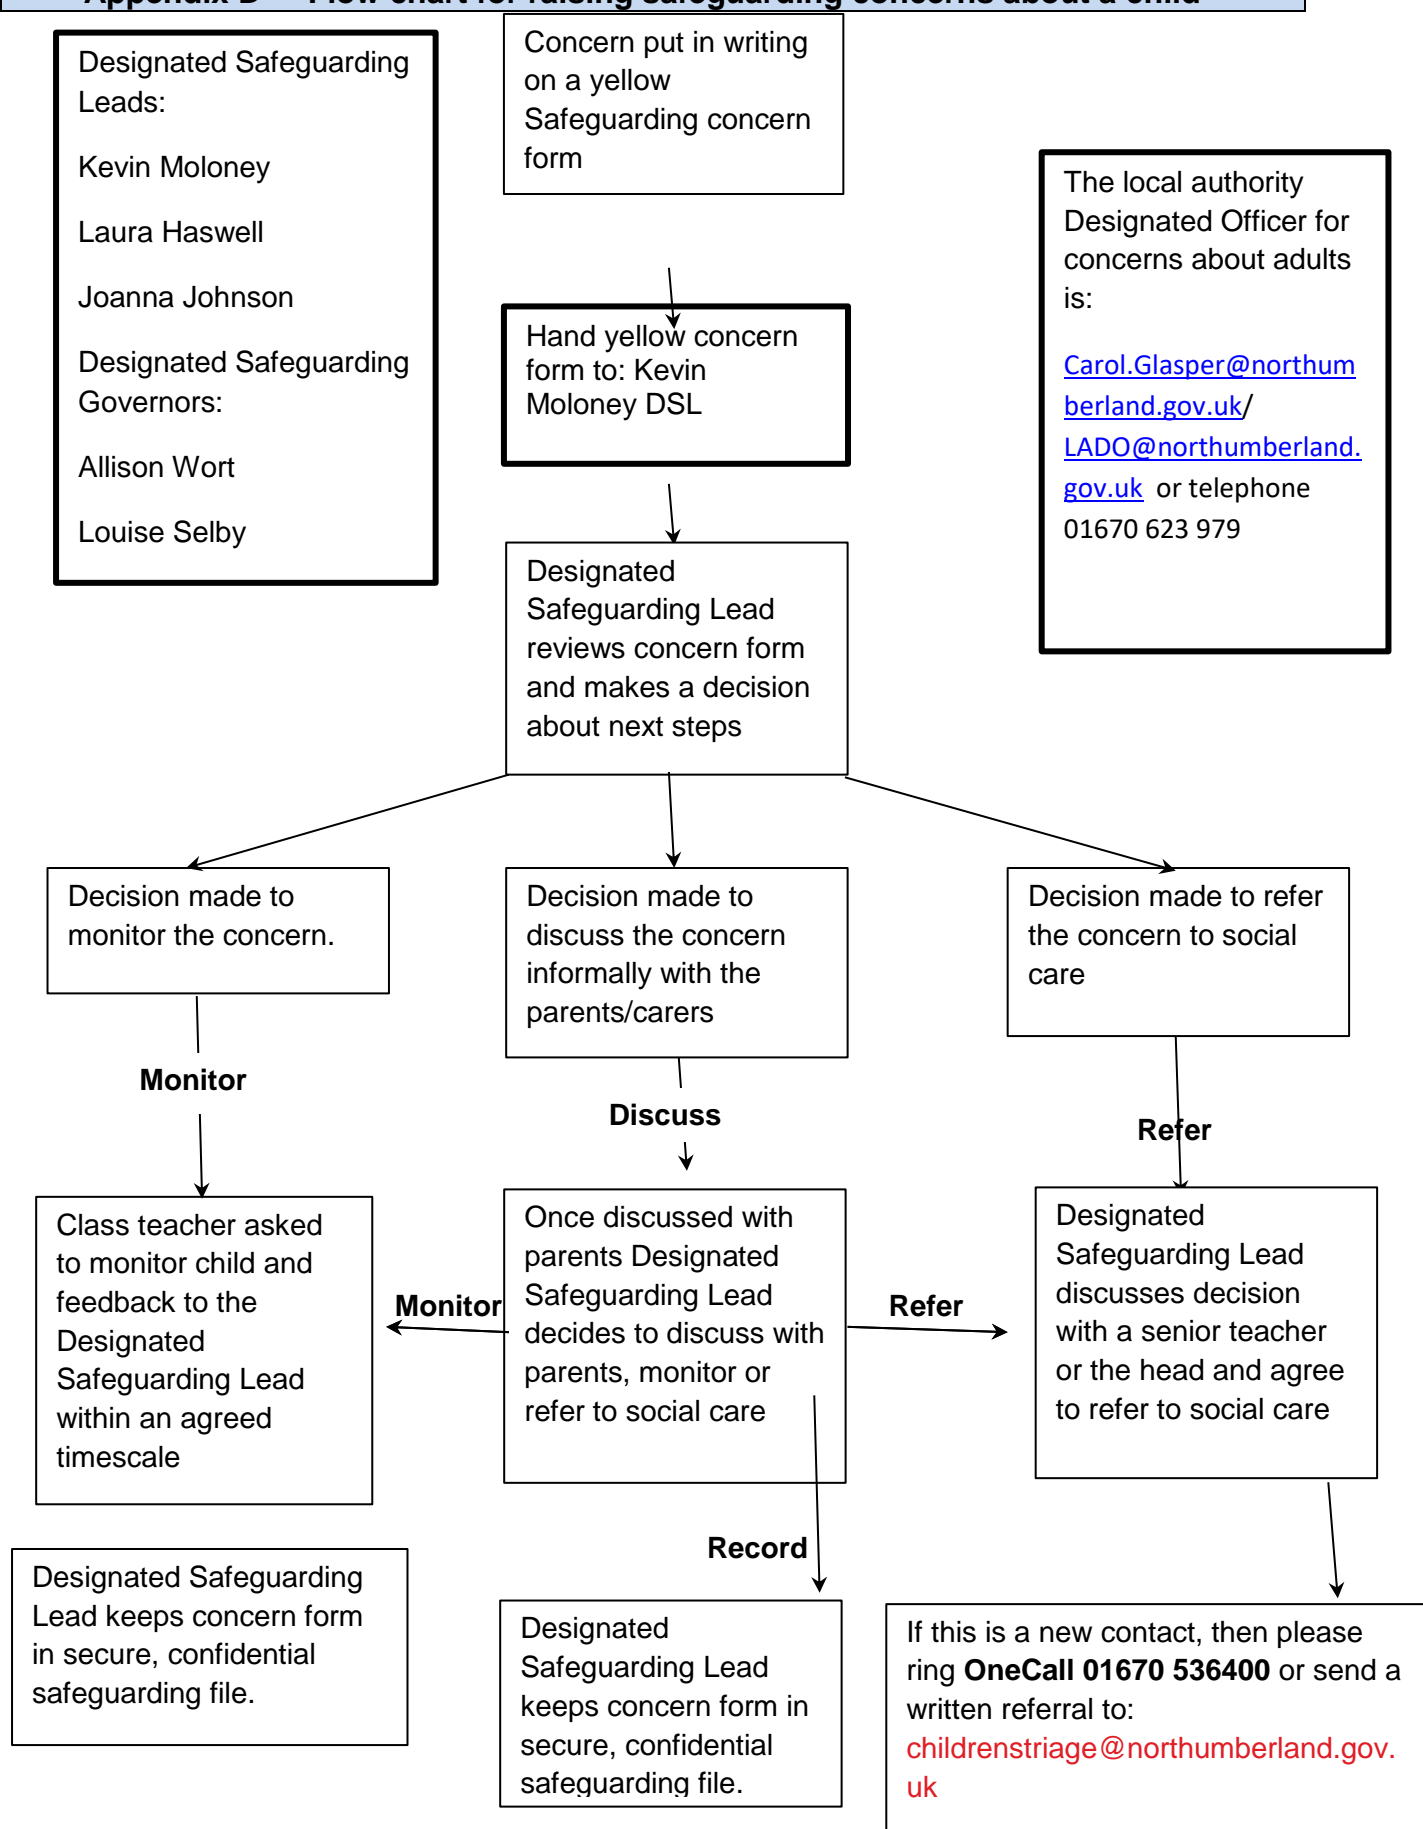 Appendix B – Flow chart for raising safeguarding concerns about a child
Designated Safeguarding
Leads:
Kevin Moloney
Laura Haswell
Joanna Johnson
Designated Safeguarding
Governors:
Allison Wort
Louise Selby
Concern put in writing
on a yellow
Safeguarding concern
form
The local authority
Designated Officer for
concerns about adults
is:
Carol.Glasper@northum
berland.gov.uk/
LADO@northumberland.
gov.uk or telephone
01670 623 979
Hand yellow concern
form to: Kevin
Moloney DSL
Designated
Safeguarding Lead
reviews concern form
and makes a decision
about next steps
Decision made to
monitor the concern.
Decision made to
discuss the concern
informally with the
parents/carers
Decision made to refer
the concern to social
care
Monitor
Discuss
Refer
Class teacher asked
to monitor child and
feedback to the
Designated
Safeguarding Lead
within an agreed
timescale
Monitor
Once discussed with
parents Designated
Safeguarding Lead
decides to discuss with
parents, monitor or
refer to social care
Refer
Designated
Safeguarding Lead
discusses decision
with a senior teacher
or the head and agree
to refer to social care
Record
Designated Safeguarding
Lead keeps concern form
in secure, confidential
safeguarding file.
Designated
Safeguarding Lead
keeps concern form in
secure, confidential
safeguarding file.
If this is a new contact, then please
ring OneCall 01670 536400 or send a
written referral to:
childrenstriage@northumberland.gov.
uk